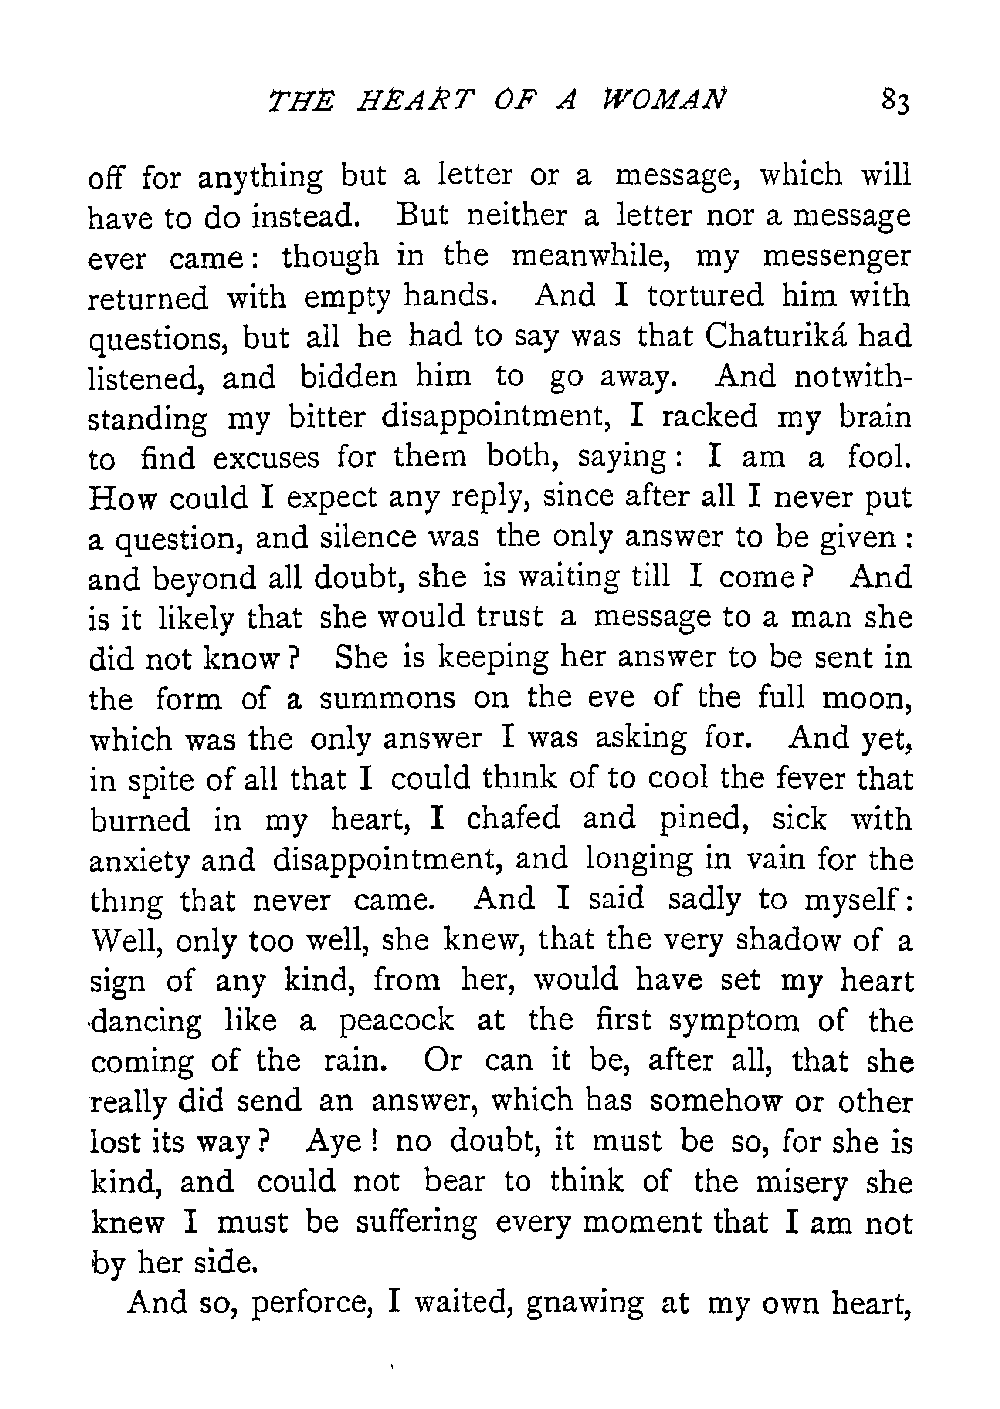 THE HEART OF A WOMAN 83
off for anything but a letter or a message, which will
have to do instead. But neither a letter nor a message
ever came : though in the meanwhile, my messenger
returned with empty hands. And I tortured him with
questions, but all he had to say was that Chaturiká had
listened, and bidden him to go away. And notwith-
standing my bitter disappointment, I racked my brain
to find excuses for them both, saying : I am a fool.
How could I expect any reply, since after all I never put
a question, and silence was the only answer to be given :
and beyond all doubt, she is waiting till I come ? And
is it likely that she would trust a message to a man she
did not know ? She is keeping her answer to be sent in
the form of a summons on the eve of the full moon,
which was the only answer I was asking for. And yet,
in spite of all that I could think of to cool the fever that
burned in my heart, I chafed and pined, sick with
anxiety and disappointment, and longing in vain for the
thing that never came. And I said sadly to myself :
Well, only too well, she knew, that the very shadow of a
sign of any kind, from her, would have set my heart
dancing like a peacock at the first symptom of the
coming of the rain. Or can it be, after all, that she
really did send an answer, which has somehow or other
lost its way ? Aye ! no doubt, it must be so, for she is
kind, and could not bear to think of the misery she
knew I must be suffering every moment that I am not
by her side.
And so, perforce, I waited, gnawing at my own heart,